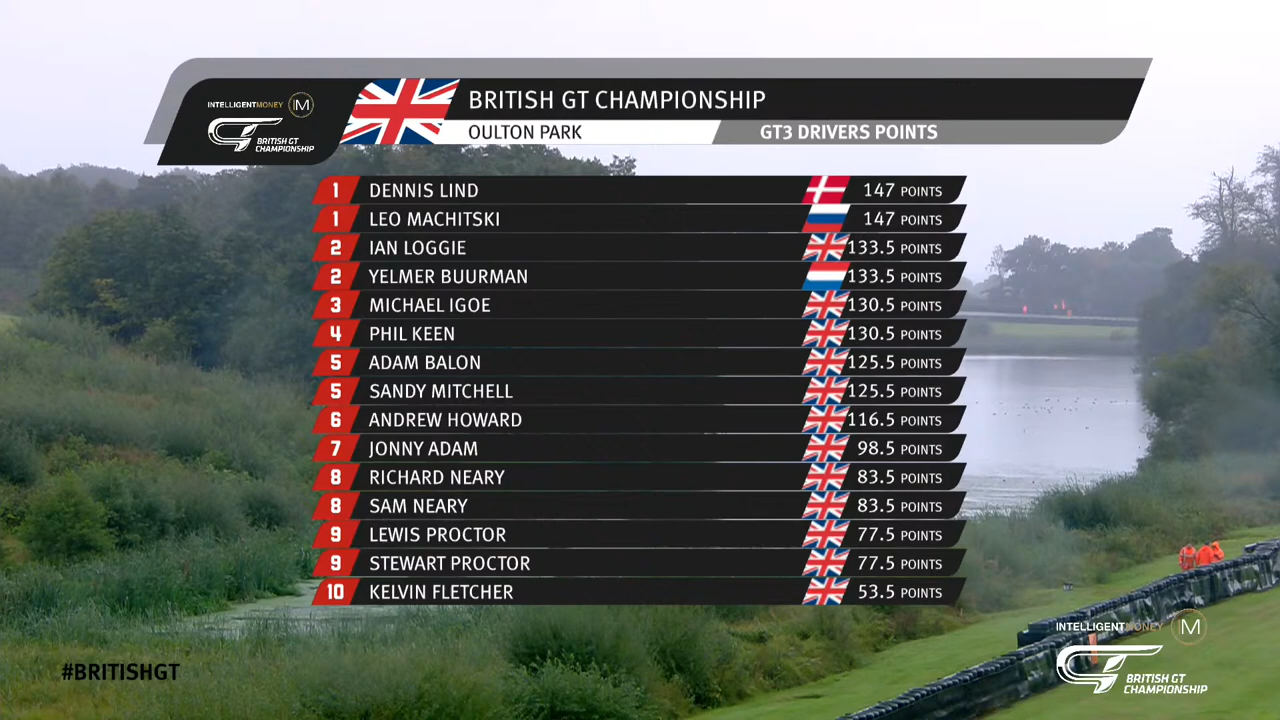 INTELLIGENTMONEY IM
BRITISH GT
CHAMPIONSHIP
BRITISH GT CHAMPIONSHIP
OULTON PARK GT3 DRIVERS POINTS
1 DENNIS LIND 147 POINTS
1 LEO MACHITSKI 147 POINTS
2 IAN LOGGIE 133.5 POINTS
2 YELMER BUURMAN 133.5 POINTS
3 MICHAEL IGOE 130.5 POINTS
4 PHIL KEEN 130.5 POINTS
5 ADAM BALON 125.5 POINTS
5 SANDY MITCHELL 125.5 POINTS
6 ANDREW HOWARD 116.5 POINTS
7 JONNY ADAM 98.5 POINTS
8 RICHARD NEARY 83.5 POINTS
8 SAM NEARY 83.5 POINTS
9 LEWIS PROCTOR 77.5 POINTS
9 STEWART PROCTOR 77.5 POINTS
10 KELVIN FLETCHER 53.5 POINTS
INTELLIGENTMONEY IM
#BRITISHGT
GT BRITISH GT
CHAMPIONSHIP